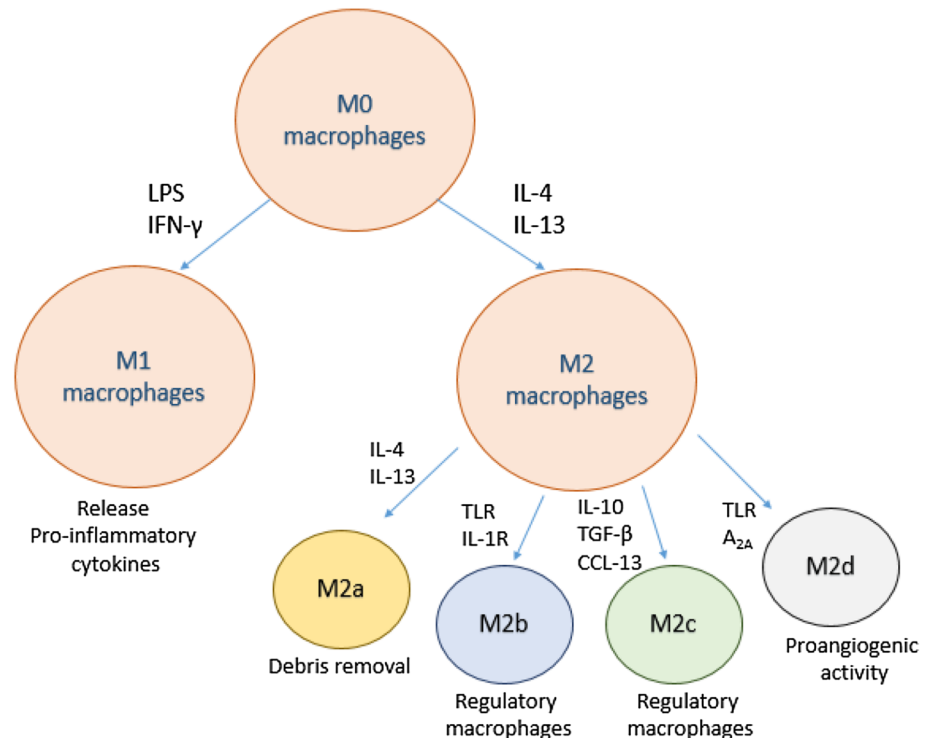 M0
macrophages
LPS
IFN-γ
IL-4
IL-13
M1
macrophages
M2
macrophages
Release
Pro-inflammatory
cytokines
IL-4
IL-13
TLR
IL-1R
IL-10
TGF-β
CCL-13
TLR
A₂A
M2a
M2b
M2c
M2d
Debris removal
Regulatory
macrophages
Regulatory
macrophages
Proangiogenic
activity